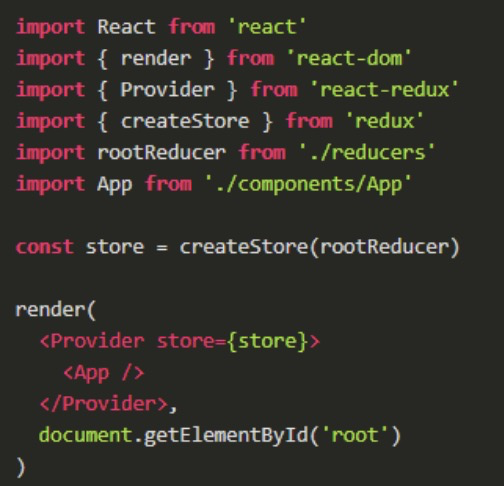 import React from 'react'
import { render } from 'react-dom'
import { Provider } from 'react-redux'
import { createStore } from 'redux'
import rootReducer from './reducers'
import App from './components/App'

const store = createStore(rootReducer)

render(
  <Provider store={store}>
    <App />
  </Provider>,
  document.getElementById('root')
)